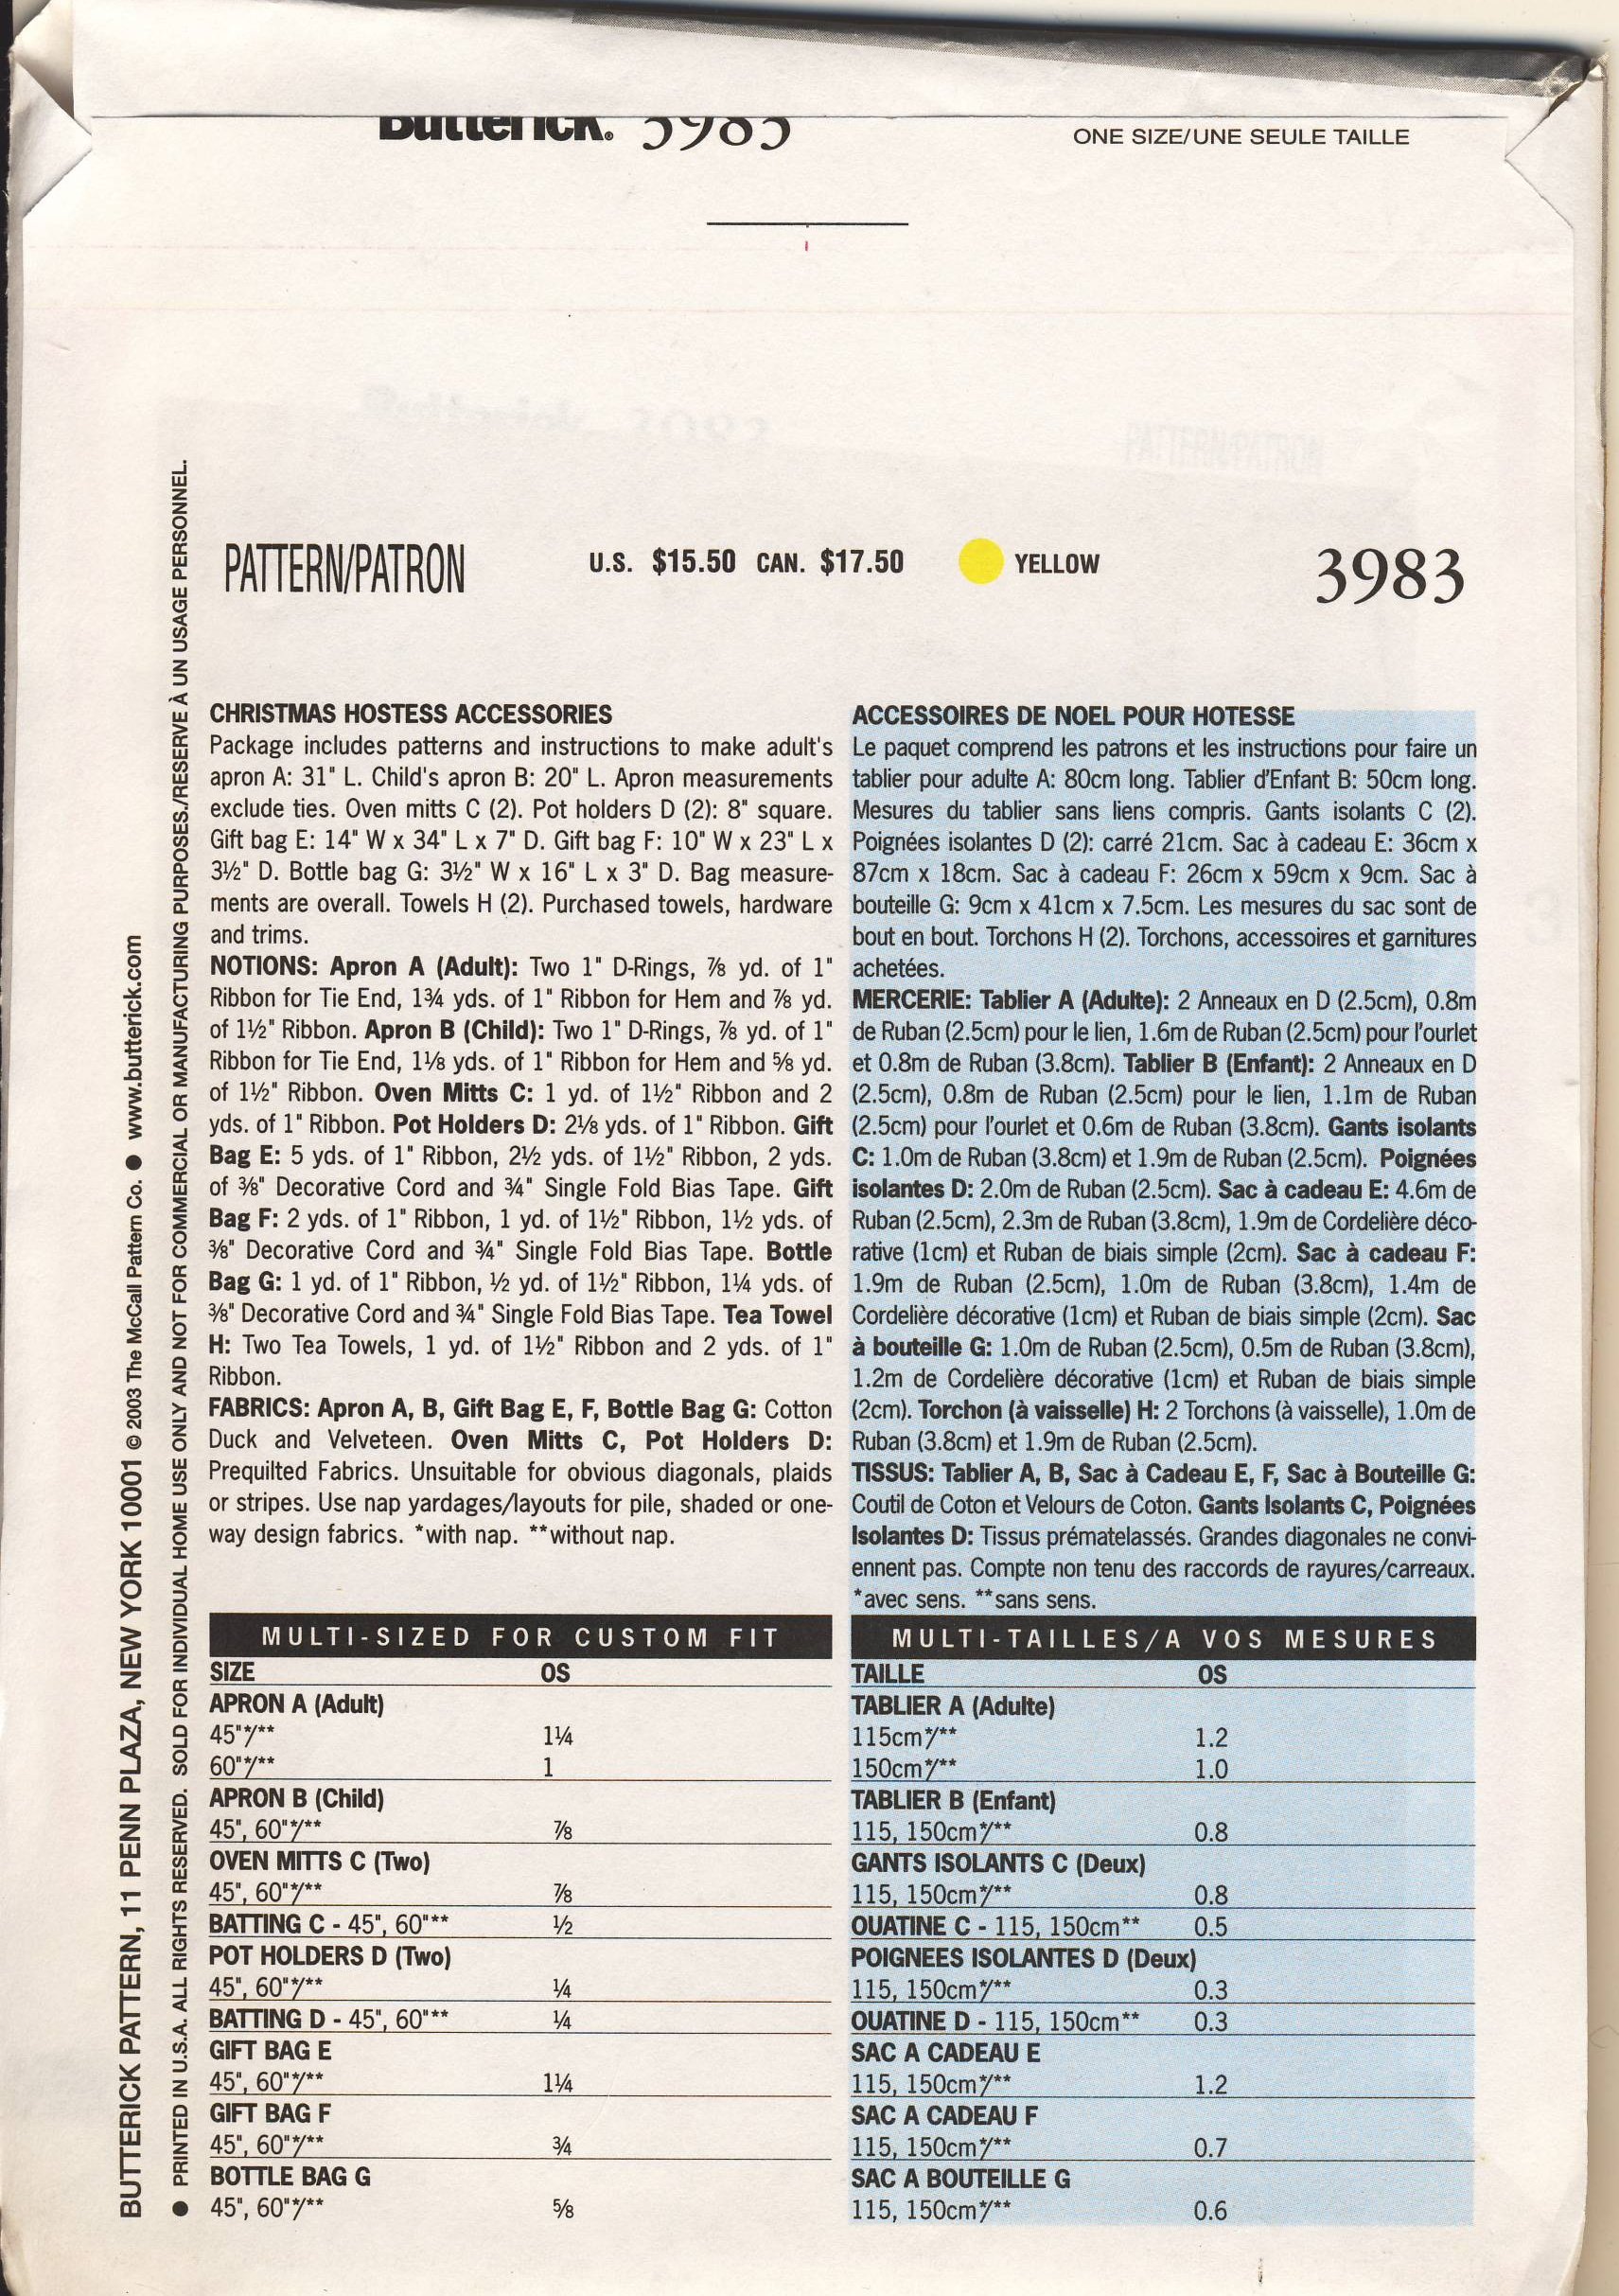 Butterick® 3983
ONE SIZE/UNE SEULE TAILLE
PATTERN/PATRON
U.S. $15.50 CAN. $17.50
YELLOW
3983
CHRISTMAS HOSTESS ACCESSORIES
Package includes patterns and instructions to make adult's
apron A: 31" L. Child's apron B: 20" L. Apron measurements
exclude ties. Oven mitts C (2). Pot holders D (2): 8" square.
Gift bag E: 14" W x 34" L x 7" D. Gift bag F: 10" W x 23" L x
3½" D. Bottle bag G: 3½" W x 16" L x 3" D. Bag measure-
ments are overall. Towels H (2). Purchased towels, hardware
and trims.
NOTIONS: Apron A (Adult): Two 1" D-Rings, ⅞ yd. of 1"
Ribbon for Tie End, 1¾ yds. of 1" Ribbon for Hem and ⅞ yd.
of 1½" Ribbon. Apron B (Child): Two 1" D-Rings, ⅞ yd. of 1"
Ribbon for Tie End, 1⅛ yds. of 1" Ribbon for Hem and ⅝ yd.
of 1½" Ribbon. Oven Mitts C: 1 yd. of 1½" Ribbon and 2
yds. of 1" Ribbon. Pot Holders D: 2⅛ yds. of 1" Ribbon. Gift
Bag E: 5 yds. of 1" Ribbon, 2½ yds. of 1½" Ribbon, 2 yds.
of ⅜" Decorative Cord and ¾" Single Fold Bias Tape. Gift
Bag F: 2 yds. of 1" Ribbon, 1 yd. of 1½" Ribbon, 1½ yds. of
⅜" Decorative Cord and ¾" Single Fold Bias Tape. Bottle
Bag G: 1 yd. of 1" Ribbon, ½ yd. of 1½" Ribbon, 1¼ yds. of
⅜" Decorative Cord and ¾" Single Fold Bias Tape. Tea Towel
H: Two Tea Towels, 1 yd. of 1½" Ribbon and 2 yds. of 1"
Ribbon.
FABRICS: Apron A, B, Gift Bag E, F, Bottle Bag G: Cotton
Duck and Velveteen. Oven Mitts C, Pot Holders D:
Prequilted Fabrics. Unsuitable for obvious diagonals, plaids
or stripes. Use nap yardages/layouts for pile, shaded or one-
way design fabrics. *with nap. **without nap.
MULTI-SIZED FOR CUSTOM FIT
SIZE OS
APRON A (Adult)
45"*/** 1¼
60"*/** 1
APRON B (Child)
45", 60"*/** ⅞
OVEN MITTS C (Two)
45", 60"*/** ⅞
BATTING C - 45", 60"** ½
POT HOLDERS D (Two)
45", 60"*/** ¼
BATTING D - 45", 60"** ¼
GIFT BAG E
45", 60"*/** 1¼
GIFT BAG F
45", 60"*/** ¾
BOTTLE BAG G
45", 60"*/** ⅝
ACCESSOIRES DE NOEL POUR HOTESSE
Le paquet comprend les patrons et les instructions pour faire un
tablier pour adulte A: 80cm long. Tablier d'Enfant B: 50cm long.
Mesures du tablier sans liens compris. Gants isolants C (2).
Poignées isolantes D (2): carré 21cm. Sac à cadeau E: 36cm x
87cm x 18cm. Sac à cadeau F: 26cm x 59cm x 9cm. Sac à
bouteille G: 9cm x 41cm x 7.5cm. Les mesures du sac sont de
bout en bout. Torchons H (2). Torchons, accessoires et garnitures
achetées.
MERCERIE: Tablier A (Adulte): 2 Anneaux en D (2.5cm), 0.8m
de Ruban (2.5cm) pour le lien, 1.6m de Ruban (2.5cm) pour l'ourlet
et 0.8m de Ruban (3.8cm). Tablier B (Enfant): 2 Anneaux en D
(2.5cm), 0.8m de Ruban (2.5cm) pour le lien, 1.1m de Ruban
(2.5cm) pour l'ourlet et 0.6m de Ruban (3.8cm). Gants isolants
C: 1.0m de Ruban (3.8cm) et 1.9m de Ruban (2.5cm). Poignées
isolantes D: 2.0m de Ruban (2.5cm). Sac à cadeau E: 4.6m de
Ruban (2.5cm), 2.3m de Ruban (3.8cm), 1.9m de Cordelière déco-
rative (1cm) et Ruban de biais simple (2cm). Sac à cadeau F:
1.9m de Ruban (2.5cm), 1.0m de Ruban (3.8cm), 1.4m de
Cordelière décorative (1cm) et Ruban de biais simple (2cm). Sac
à bouteille G: 1.0m de Ruban (2.5cm), 0.5m de Ruban (3.8cm),
1.2m de Cordelière décorative (1cm) et Ruban de biais simple
(2cm). Torchon (à vaisselle) H: 2 Torchons (à vaisselle), 1.0m de
Ruban (3.8cm) et 1.9m de Ruban (2.5cm).
TISSUS: Tablier A, B, Sac à Cadeau E, F, Sac à Bouteille G:
Coutil de Coton et Velours de Coton. Gants Isolants C, Poignées
Isolantes D: Tissus prématelassés. Grandes diagonales ne convi-
ennent pas. Compte non tenu des raccords de rayures/carreaux.
*avec sens. **sans sens.
MULTI-TAILLES/A VOS MESURES
TAILLE OS
TABLIER A (Adulte)
115cm*/** 1.2
150cm*/** 1.0
TABLIER B (Enfant)
115, 150cm*/** 0.8
GANTS ISOLANTS C (Deux)
115, 150cm*/** 0.8
OUATINE C - 115, 150cm** 0.5
POIGNEES ISOLANTES D (Deux)
115, 150cm*/** 0.3
OUATINE D - 115, 150cm** 0.3
SAC A CADEAU E
115, 150cm*/** 1.2
SAC A CADEAU F
115, 150cm*/** 0.7
SAC A BOUTEILLE G
115, 150cm*/** 0.6
BUTTERICK PATTERN, 11 PENN PLAZA, NEW YORK 10001 © 2003 The McCall Pattern Co. ● www.butterick.com
● PRINTED IN U.S.A. ALL RIGHTS RESERVED. SOLD FOR INDIVIDUAL HOME USE ONLY AND NOT FOR COMMERCIAL OR MANUFACTURING PURPOSES./RESERVE À UN USAGE PERSONNEL.